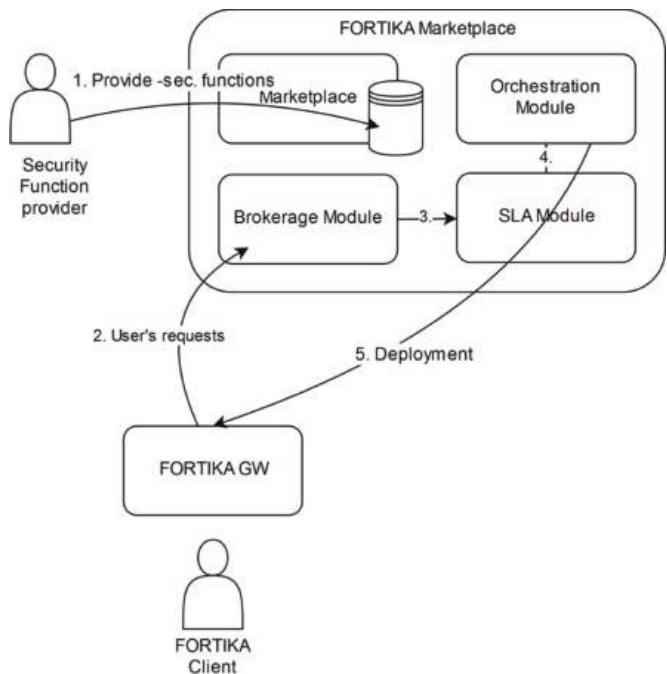 FORTIKA Marketplace
1. Provide -sec. functions
Marketplace
Orchestration
Module
Security
Function
provider
4.
Brokerage Module
3.
SLA Module
2. User's requests
5. Deployment
FORTIKA GW
FORTIKA
Client